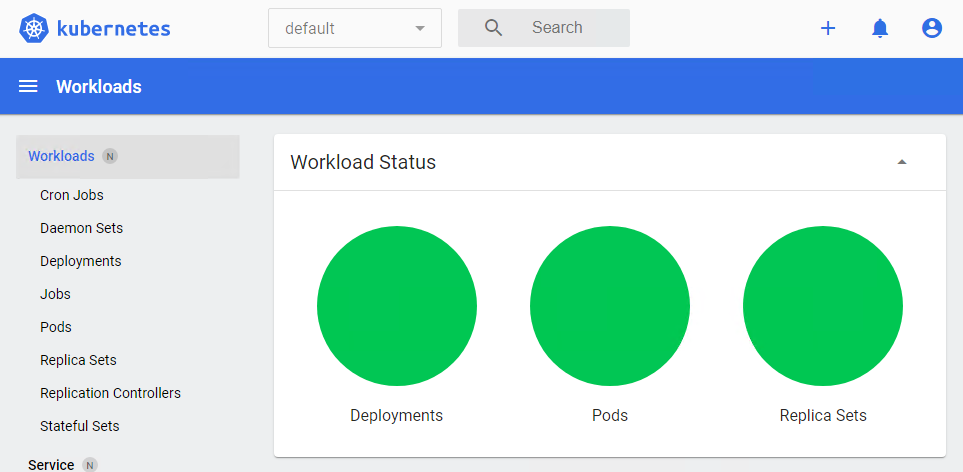 kubernetes
default
Search
Workloads
Workloads N
Cron Jobs
Daemon Sets
Deployments
Jobs
Pods
Replica Sets
Replication Controllers
Stateful Sets
Service N
Workload Status
Deployments
Pods
Replica Sets